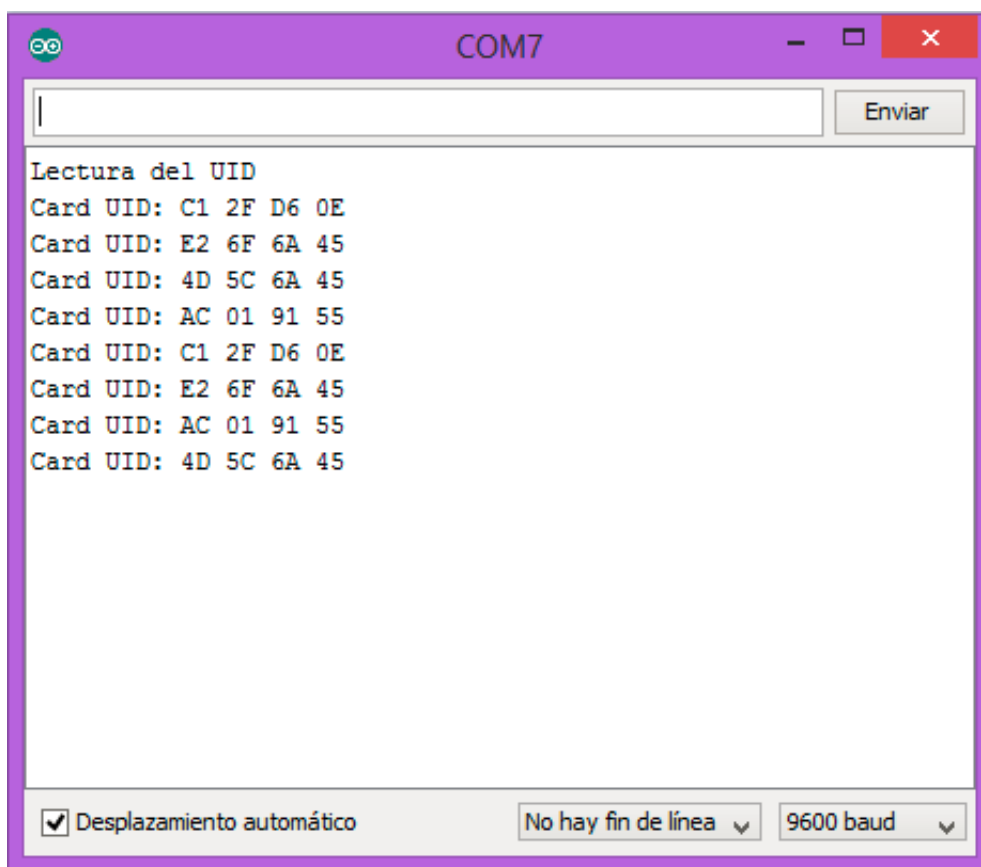 COM7
Enviar
Lectura del UID
Card UID: C1 2F D6 0E
Card UID: E2 6F 6A 45
Card UID: 4D 5C 6A 45
Card UID: AC 01 91 55
Card UID: C1 2F D6 0E
Card UID: E2 6F 6A 45
Card UID: AC 01 91 55
Card UID: 4D 5C 6A 45
Desplazamiento automático No hay fin de línea 9600 baud